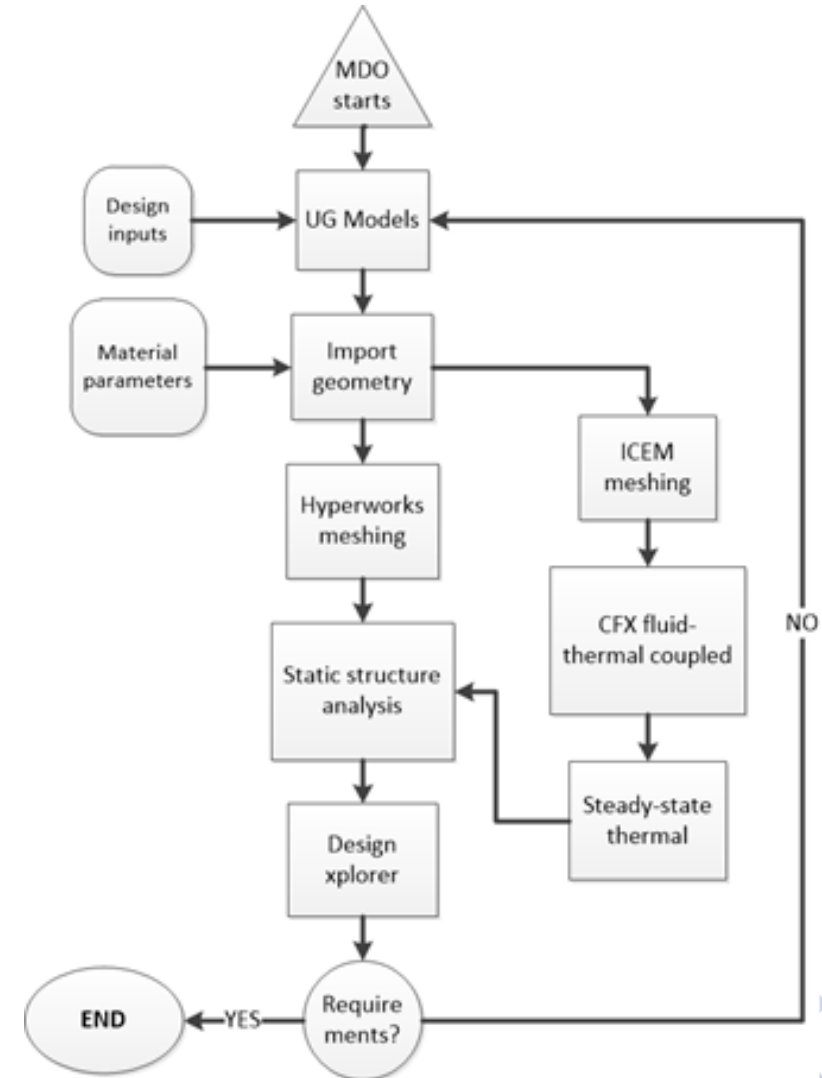 MDO
starts
Design
inputs
UG Models
Material
parameters
Import
geometry
ICEM
meshing
Hyperworks
meshing
CFX fluid-
thermal coupled
NO
Static structure
analysis
Steady-state
thermal
Design
xplorer
END
YES
Require
ments?